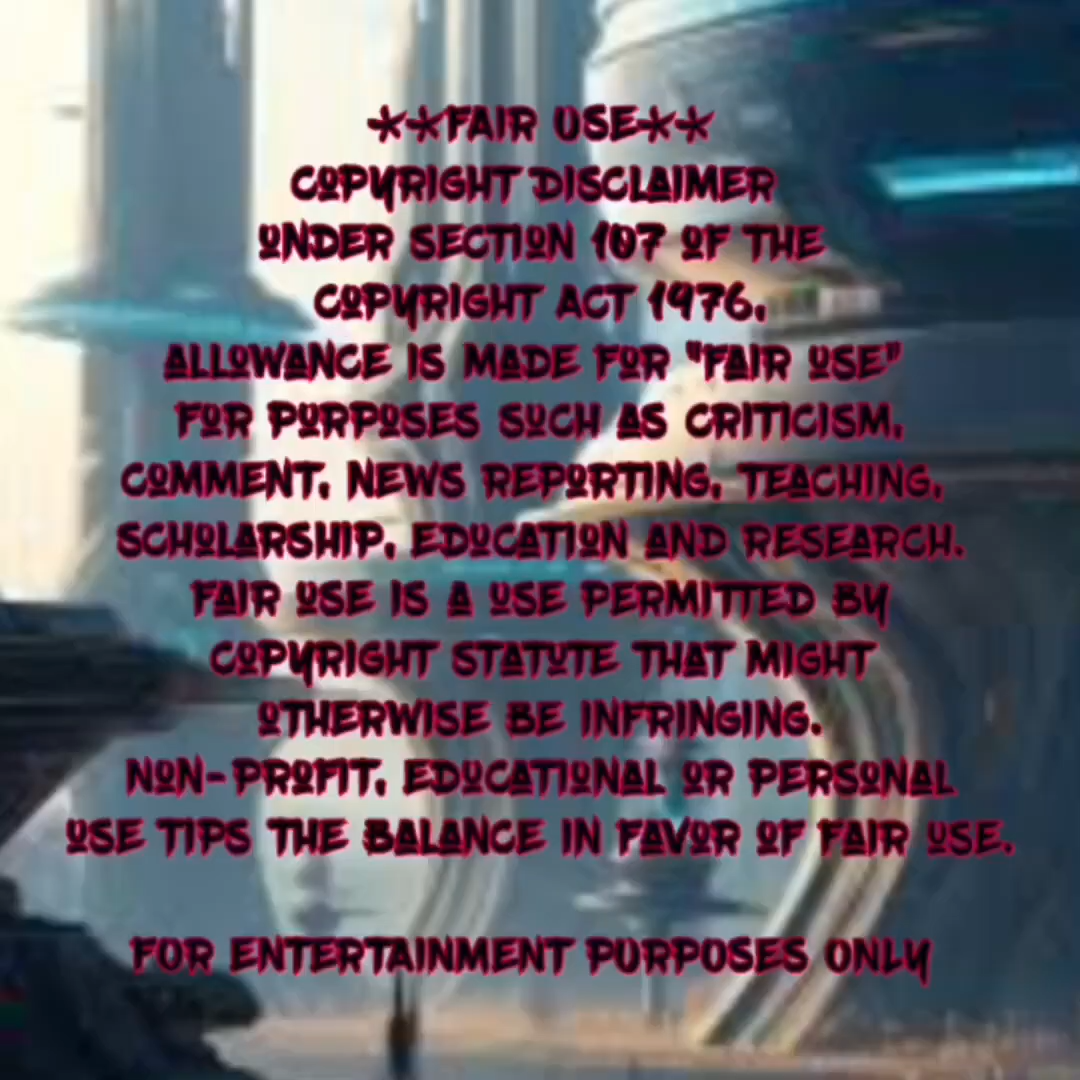 **FAIR USE**
COPYRIGHT DISCLAIMER
UNDER SECTION 107 OF THE
COPYRIGHT ACT 1976,
ALLOWANCE IS MADE FOR "FAIR USE"
FOR PURPOSES SUCH AS CRITICISM,
COMMENT, NEWS REPORTING, TEACHING,
SCHOLARSHIP, EDUCATION AND RESEARCH.
FAIR USE IS A USE PERMITTED BY
COPYRIGHT STATUTE THAT MIGHT
OTHERWISE BE INFRINGING.
NON-PROFIT, EDUCATIONAL OR PERSONAL
USE TIPS THE BALANCE IN FAVOR OF FAIR USE.
FOR ENTERTAINMENT PURPOSES ONLY